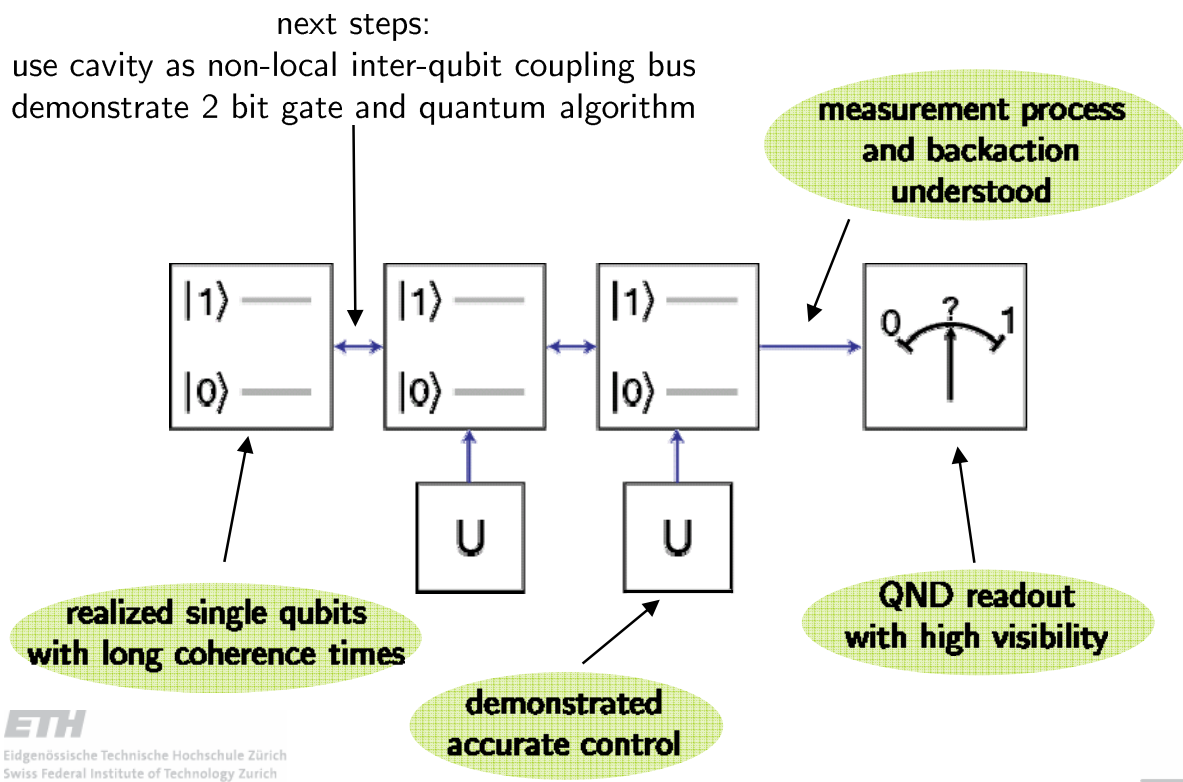 next steps:
use cavity as non-local inter-qubit coupling bus
demonstrate 2 bit gate and quantum algorithm
measurement process
and backaction
understood
|1⟩
|0⟩
|1⟩
|0⟩
|1⟩
|0⟩
0 ? 1
U
U
realized single qubits
with long coherence times
demonstrated
accurate control
QND readout
with high visibility
ETH
Eidgenössische Technische Hochschule Zürich
Swiss Federal Institute of Technology Zurich